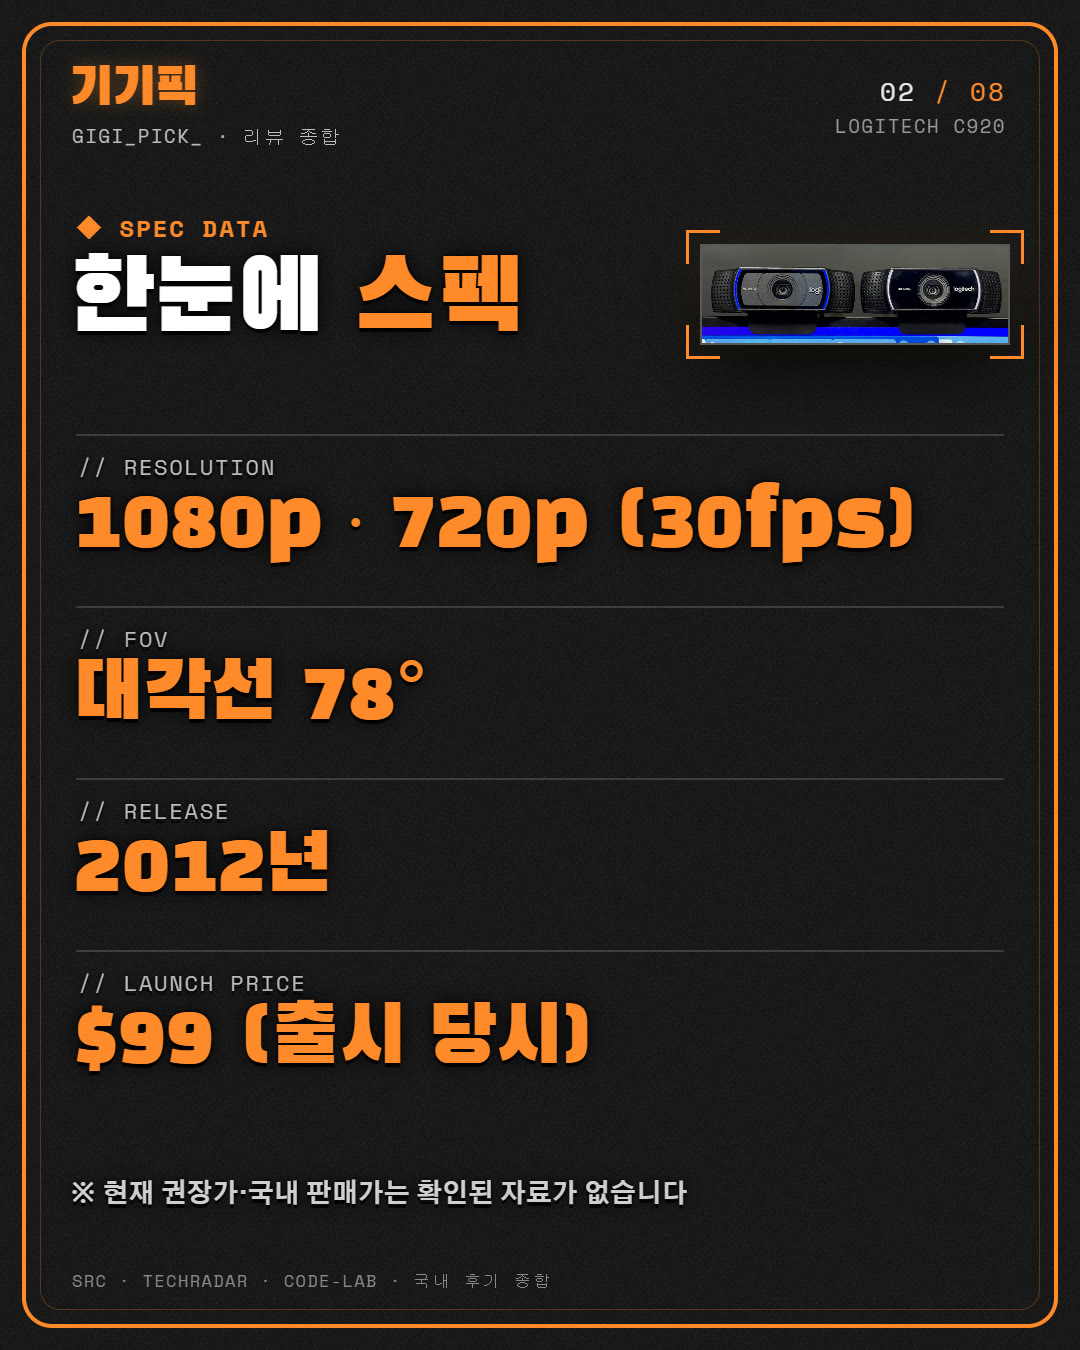 기기픽
GIGI_PICK_ · 리뷰 종합
02 / 08
LOGITECH C920
◆ SPEC DATA
한눈에 스펙
logi
logitech
// RESOLUTION
1080p · 720p (30fps)
// FOV
대각선 78°
// RELEASE
2012년
// LAUNCH PRICE
$99 (출시 당시)
※ 현재 권장가·국내 판매가는 확인된 자료가 없습니다
SRC · TECHRADAR · CODE-LAB · 국내 후기 종합